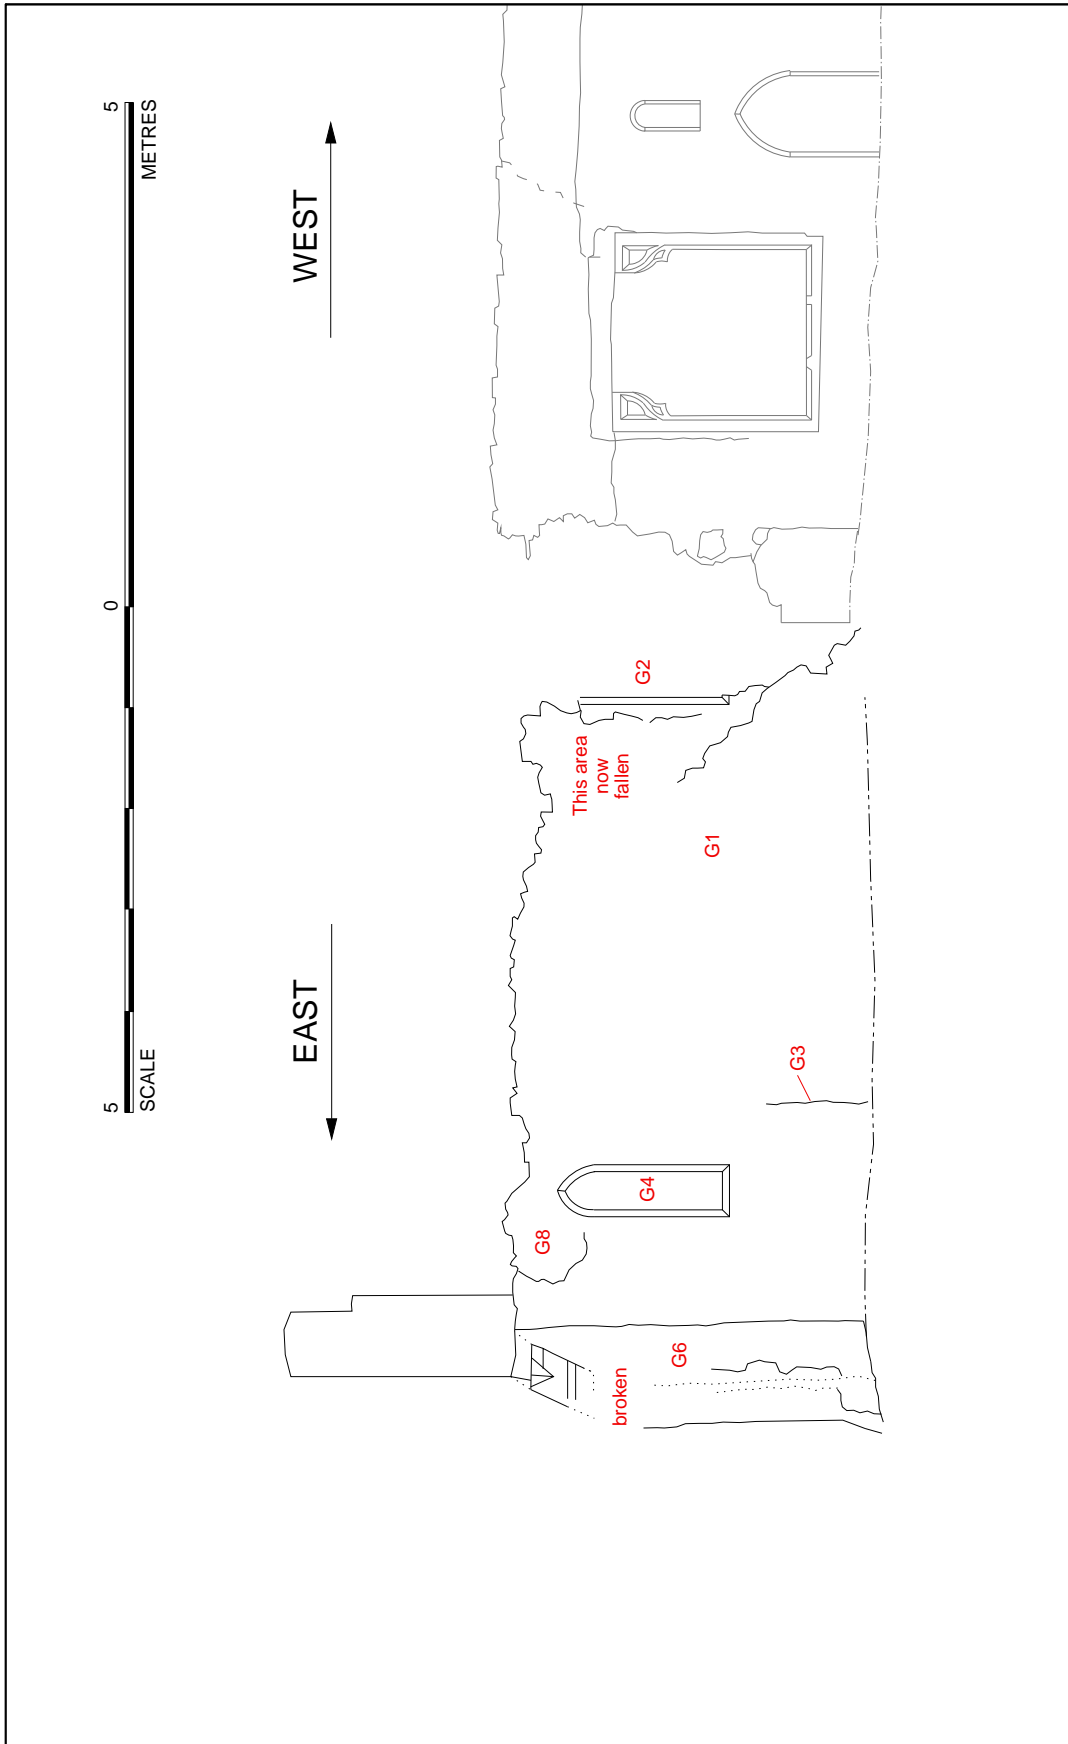 5
0
5
SCALE
METRES
EAST
WEST
G8
G4
This area
now
fallen
G2
broken
G6
G1
G3